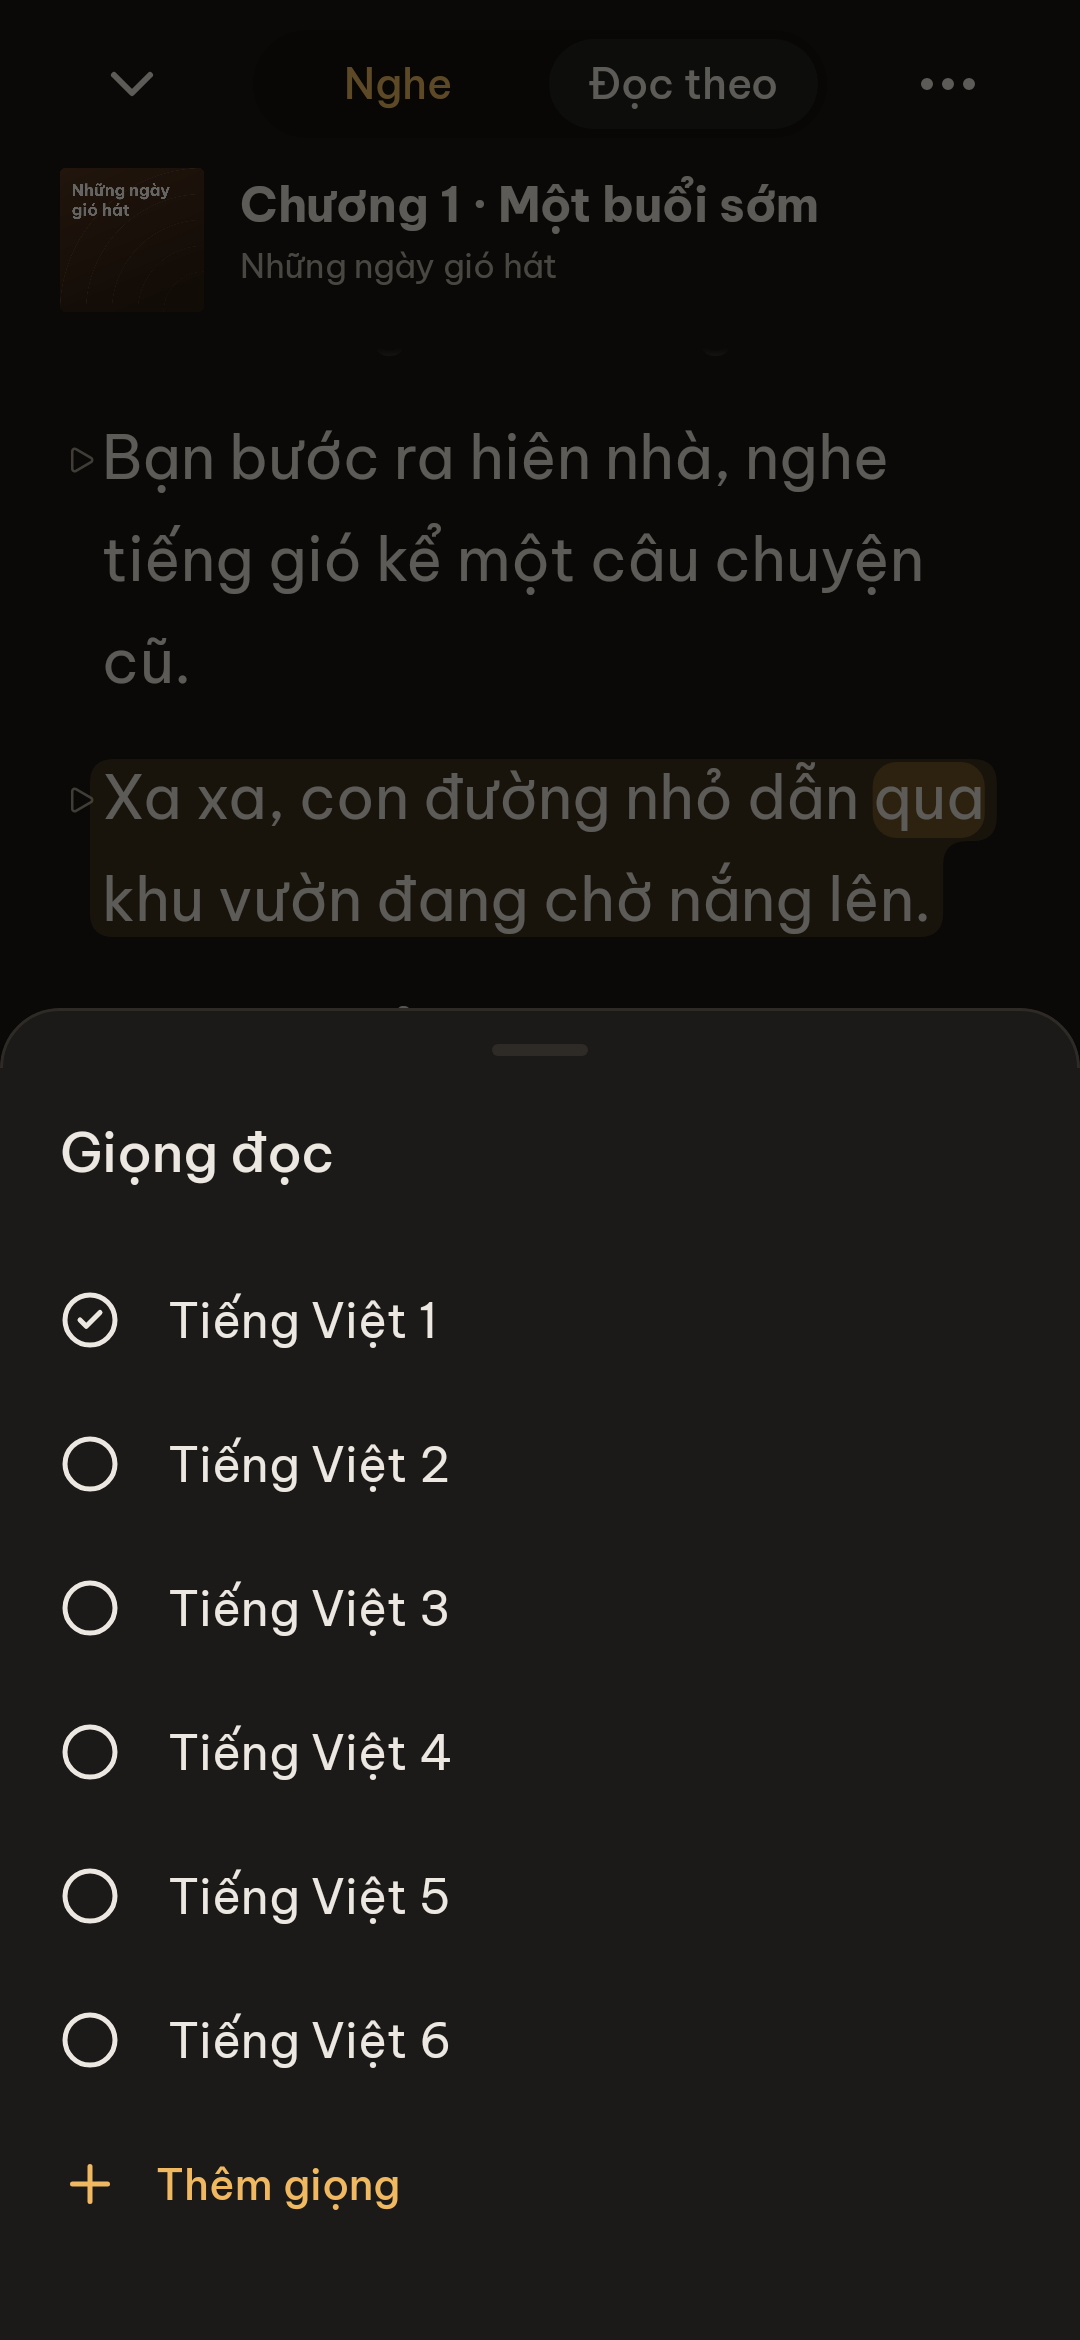 Nghe
Đọc theo
Những ngày
gió hát
Chương 1 · Một buổi sớm
Những ngày gió hát
Bạn bước ra hiên nhà, nghe
tiếng gió kể một câu chuyện
cũ.
Xa xa, con đường nhỏ dẫn qua
khu vườn đang chờ nắng lên.
Giọng đọc
Tiếng Việt 1
Tiếng Việt 2
Tiếng Việt 3
Tiếng Việt 4
Tiếng Việt 5
Tiếng Việt 6
Thêm giọng